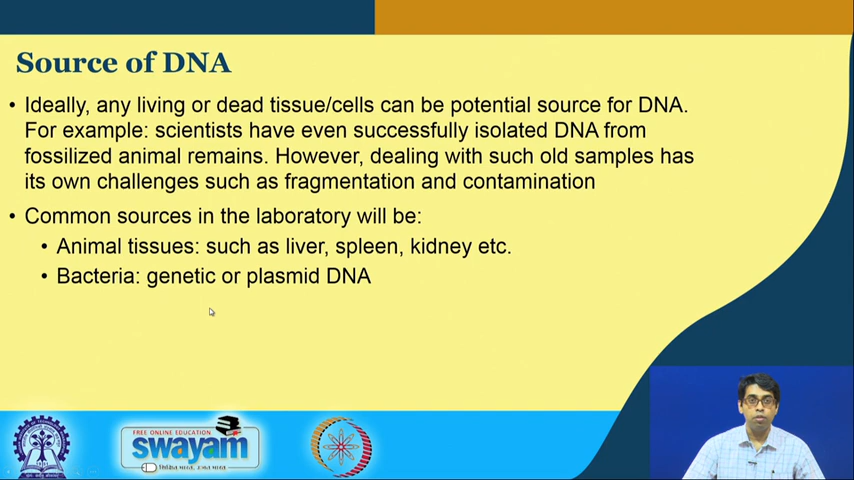 Source of DNA
• Ideally, any living or dead tissue/cells can be potential source for DNA.
For example: scientists have even successfully isolated DNA from
fossilized animal remains. However, dealing with such old samples has
its own challenges such as fragmentation and contamination
• Common sources in the laboratory will be:
• Animal tissues: such as liver, spleen, kidney etc.
• Bacteria: genetic or plasmid DNA
FREE ONLINE EDUCATION
swayam